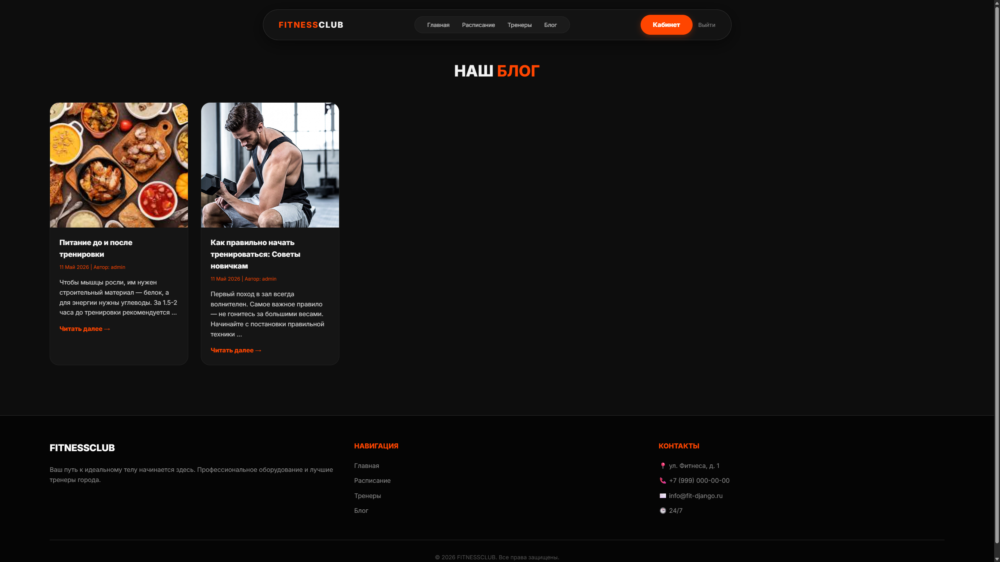 FITNESSCLUB
Главная
Расписание
Тренеры
Блог
Кабинет
Выйти
НАШ БЛОГ
Питание до и после
тренировки
11 Май 2026 | Автор: admin
Чтобы мышцы росли, им нужен
строительный материал — белок, а
для энергии нужны углеводы. За 1.5-2
часа до тренировки рекомендуется ...
Читать далее →
Как правильно начать
тренироваться: Советы
новичкам
11 Май 2026 | Автор: admin
Первый поход в зал всегда
волнителен. Самое важное правило
— не гонитесь за большими весами.
Начинайте с постановки правильной
техники ...
Читать далее →
FITNESSCLUB
Ваш путь к идеальному телу начинается здесь. Профессиональное оборудование и лучшие
тренеры города.
НАВИГАЦИЯ
Главная
Расписание
Тренеры
Блог
КОНТАКТЫ
📍 ул. Фитнеса, д. 1
📞 +7 (999) 000-00-00
✉️ info@fit-django.ru
🕒 24/7
© 2026 FITNESSCLUB. Все права защищены.